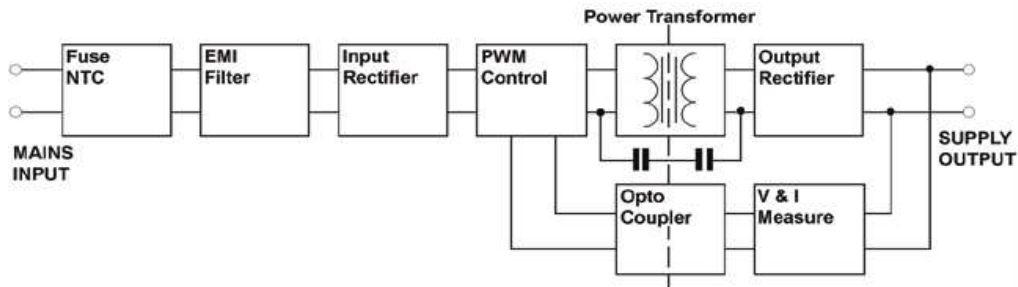 Power Transformer
Fuse
NTC
EMI
Filter
Input
Rectifier
PWM
Control
Output
Rectifier
MAINS
INPUT
SUPPLY
OUTPUT
Opto
Coupler
V & I
Measure